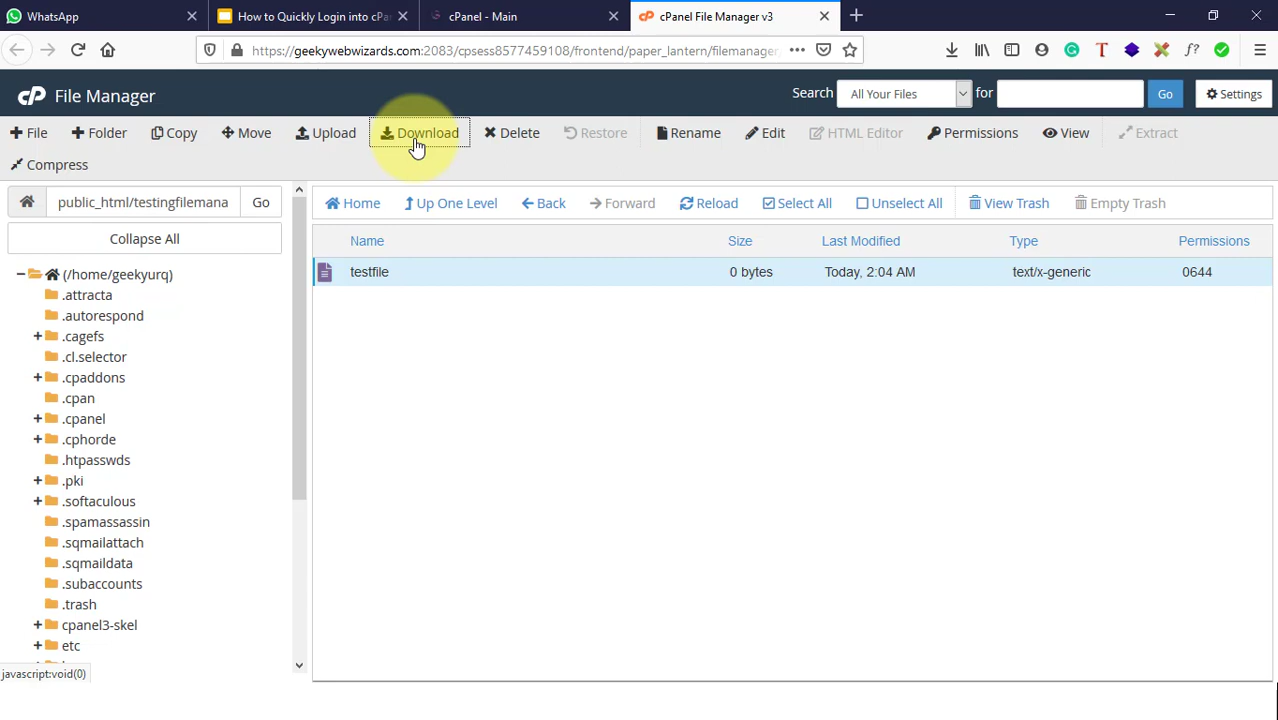 WhatsApp
How to Quickly Login into cPa
cPanel - Main
cPanel File Manager v3
https://geekywebwizards.com:2083/cpsess8577459108/frontend/paper_lantern/filemanager
cP File Manager
Search All Your Files for Go Settings
File Folder Copy Move Upload Download Delete Restore Rename Edit HTML Editor Permissions View Extract
Compress
public_html/testingfilemana Go
Home Up One Level Back Forward Reload Select All Unselect All View Trash Empty Trash
Collapse All
Name Size Last Modified Type Permissions
testfile 0 bytes Today, 2:04 AM text/x-generic 0644
(/home/geekyurq)
.attracta
.autorespond
.cagefs
.cl.selector
.cpaddons
.cpan
.cpanel
.cphorde
.htpasswds
.pki
.softaculous
.spamassassin
.sqmailattach
.sqmaildata
.subaccounts
.trash
cpanel3-skel
etc
javascript:void(0)